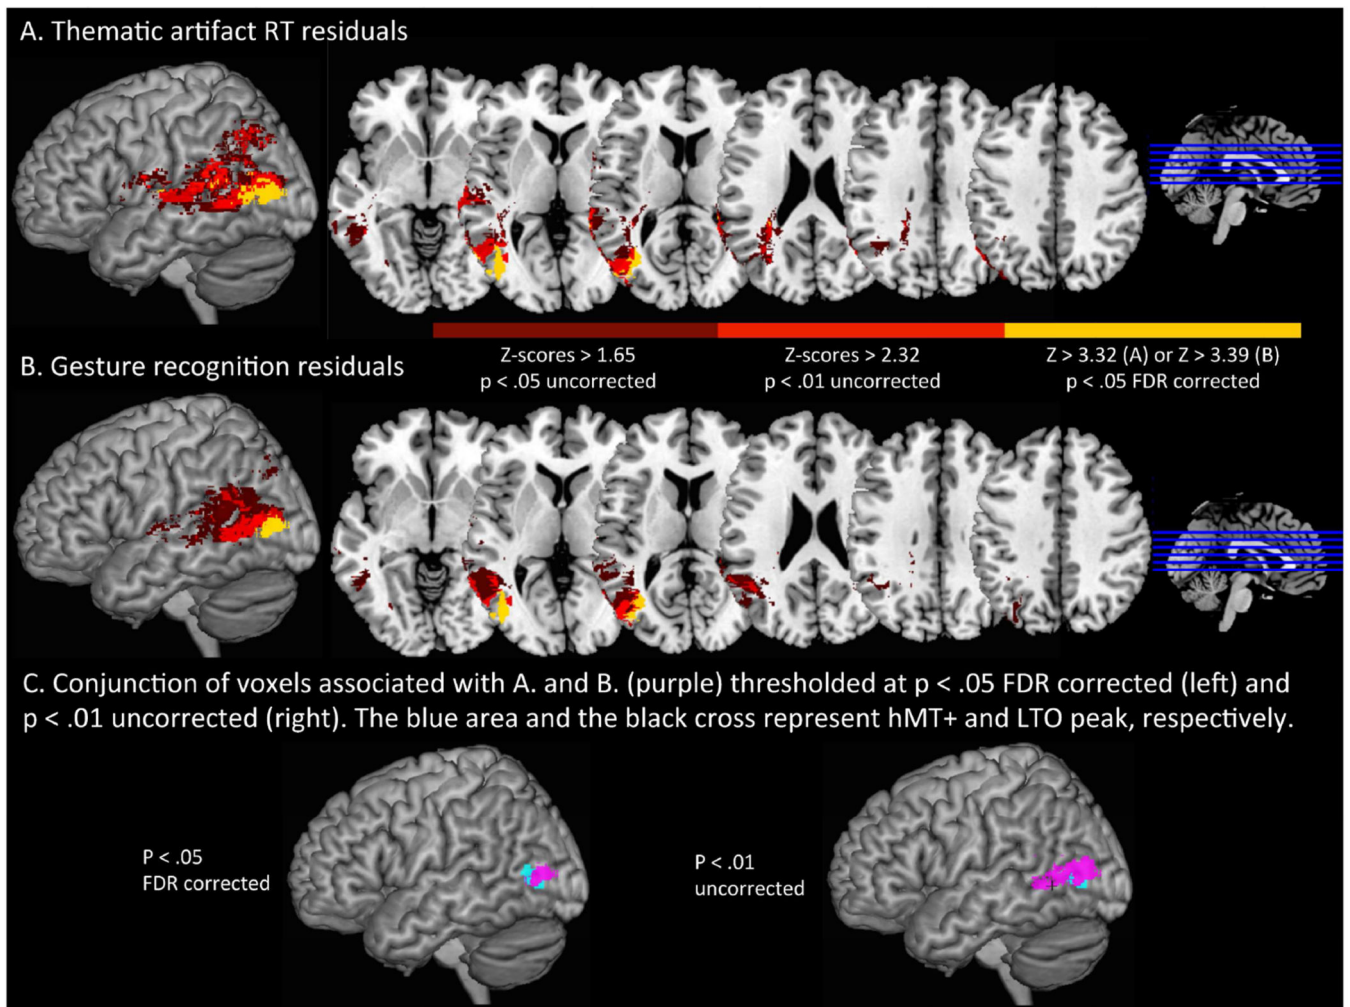 A. Thematic artifact RT residuals
Z-scores > 1.65
p < .05 uncorrected
Z-scores > 2.32
p < .01 uncorrected
Z > 3.32 (A) or Z > 3.39 (B)
p < .05 FDR corrected
B. Gesture recognition residuals
C. Conjunction of voxels associated with A. and B. (purple) thresholded at p < .05 FDR corrected (left) and
p < .01 uncorrected (right). The blue area and the black cross represent hMT+ and LTO peak, respectively.
P < .05
FDR corrected
P < .01
uncorrected